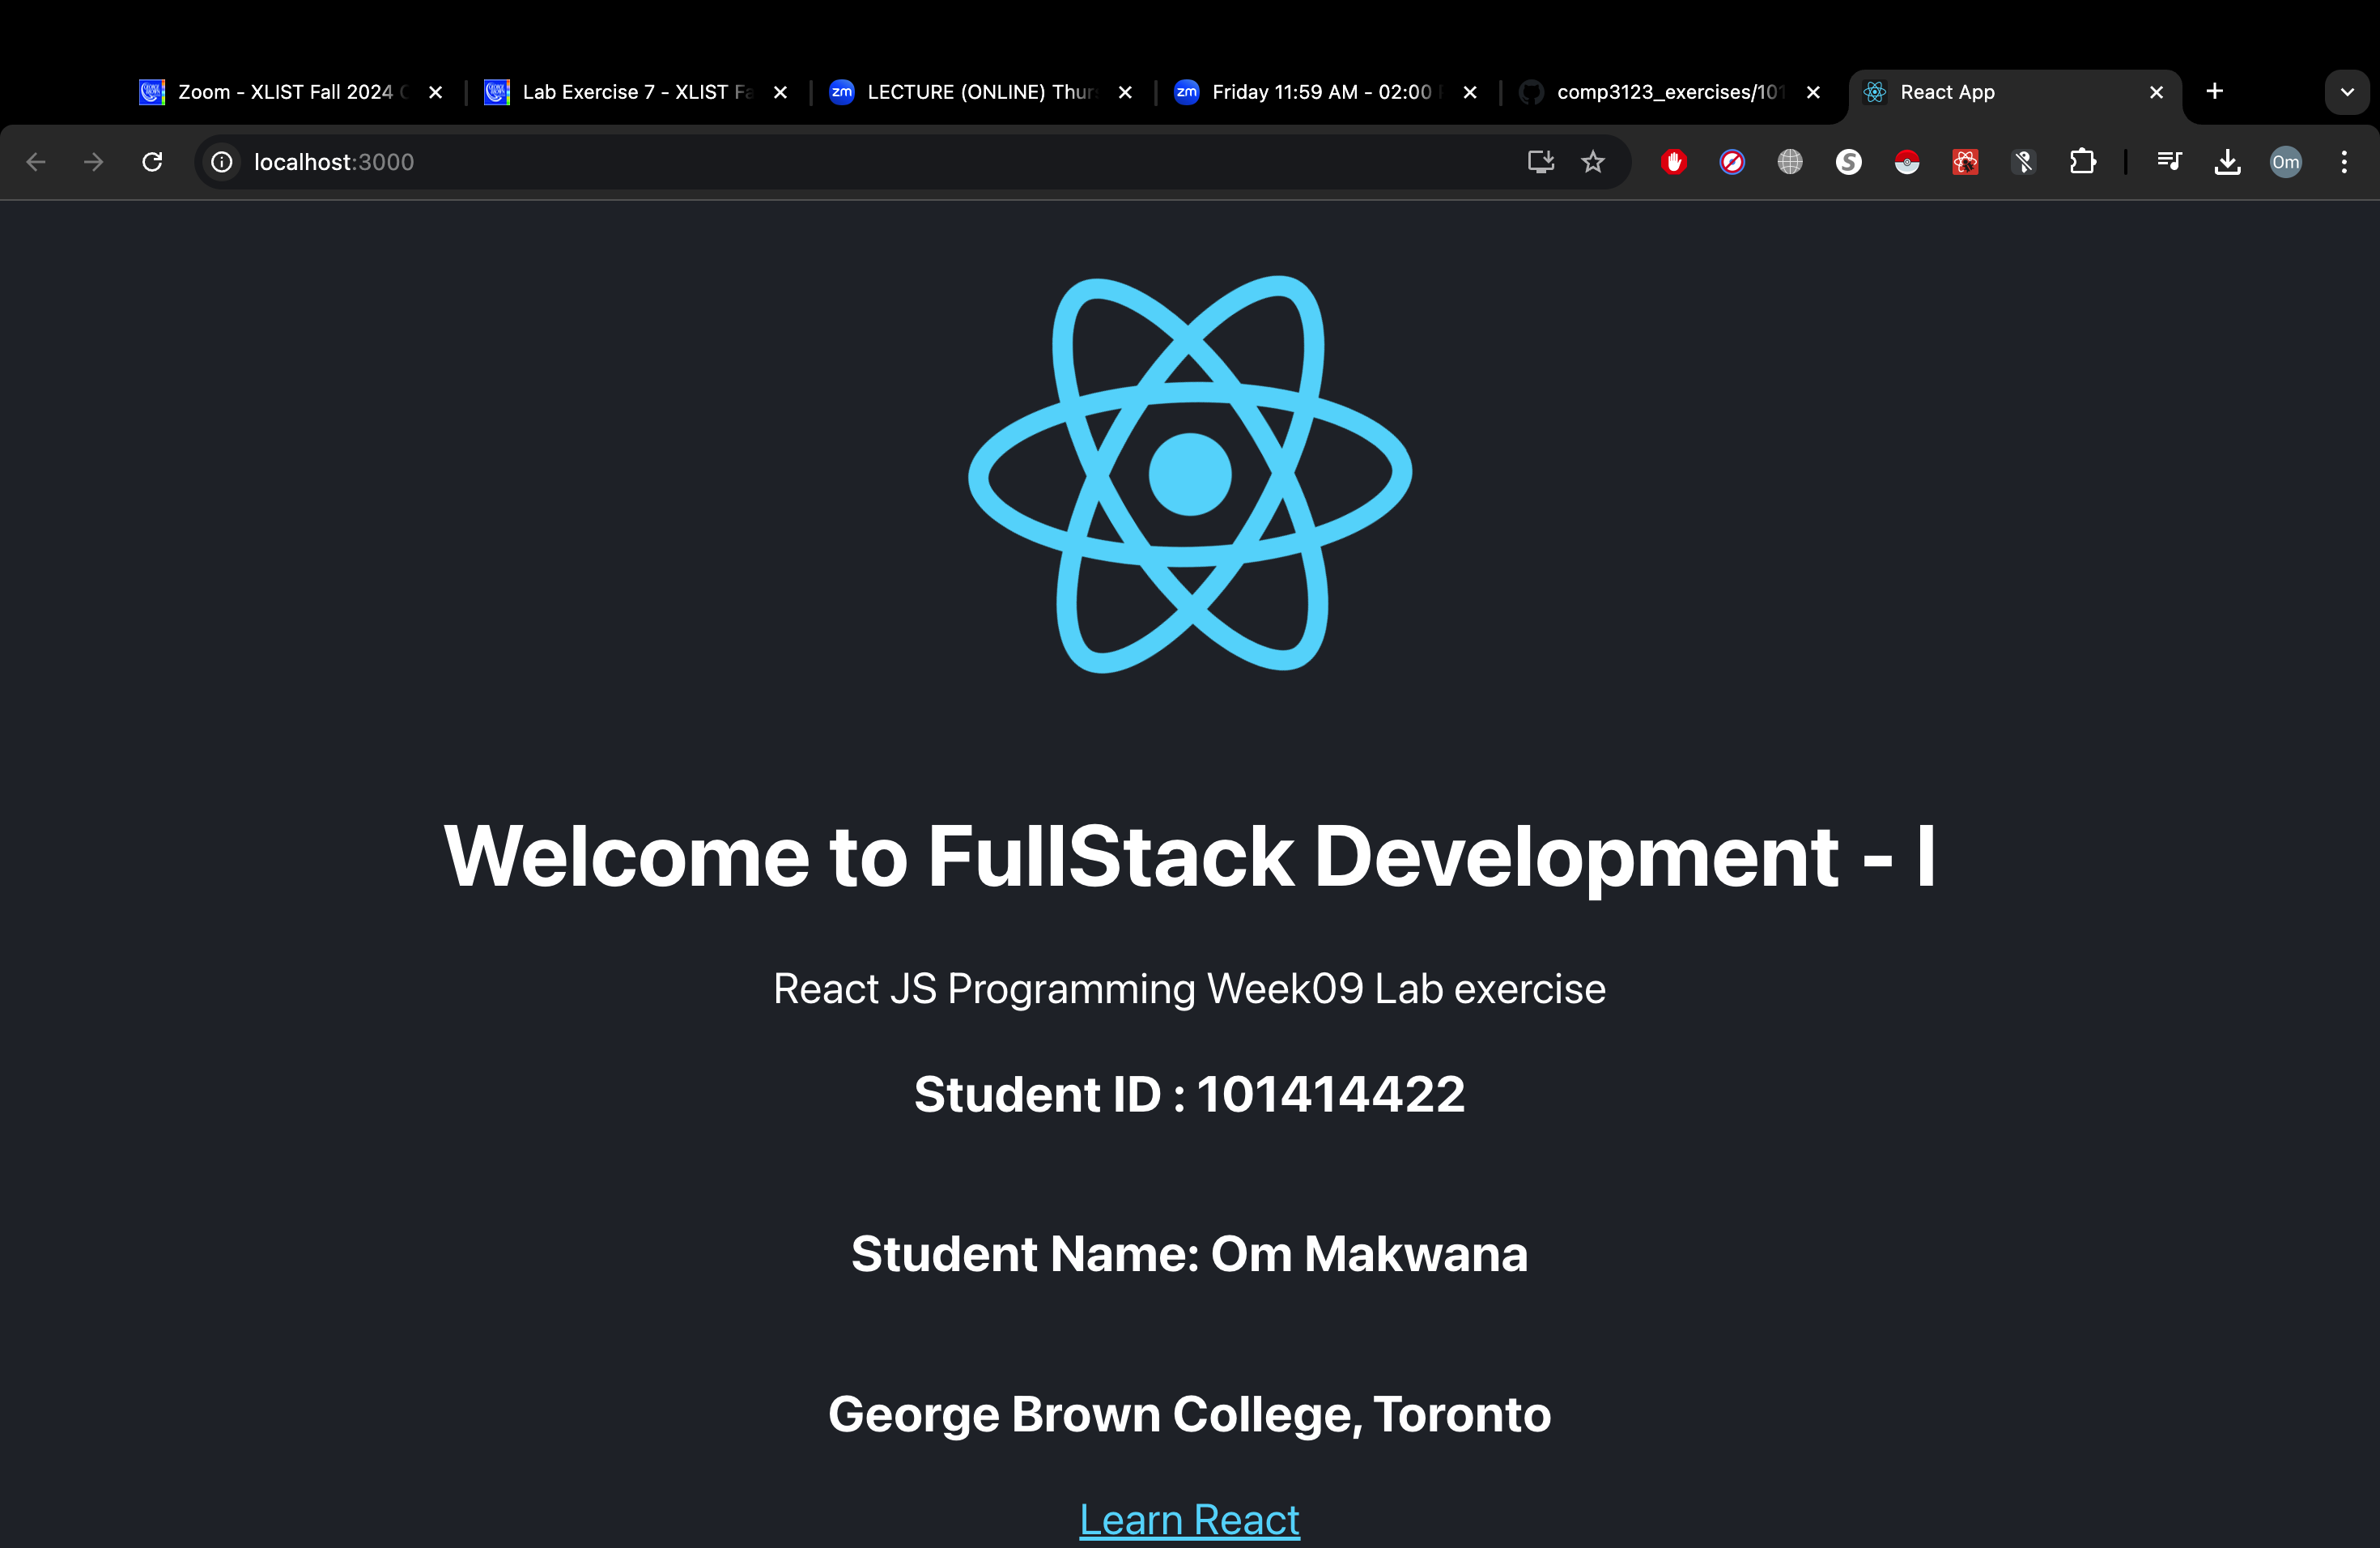 Zoom - XLIST Fall 2024
Lab Exercise 7 - XLIST Fa
zm
LECTURE (ONLINE) Thur
zm
Friday 11:59 AM - 02:00
comp3123_exercises/101
React App
localhost:3000
S
Om
Welcome to FullStack Development - I
React JS Programming Week09 Lab exercise
Student ID : 101414422
Student Name: Om Makwana
George Brown College, Toronto
Learn React